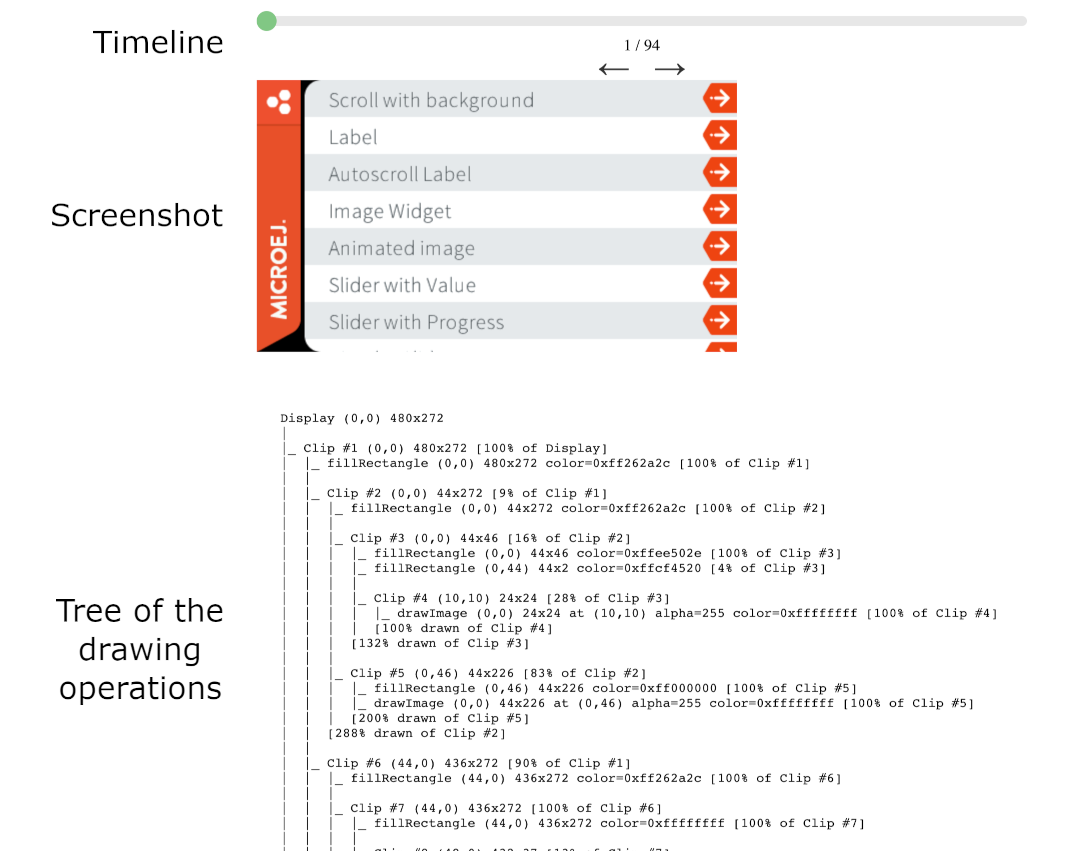 Timeline
1 / 94
Screenshot
MICROEJ.
Scroll with background
Label
Autoscroll Label
Image Widget
Animated image
Slider with Value
Slider with Progress
Tree of the
drawing
operations
Display (0,0) 480x272
|
|_ Clip #1 (0,0) 480x272 [100% of Display]
| |_ fillRectangle (0,0) 480x272 color=0xff262a2c [100% of Clip #1]
| |
| |_ Clip #2 (0,0) 44x272 [9% of Clip #1]
| | |_ fillRectangle (0,0) 44x272 color=0xff262a2c [100% of Clip #2]
| | |
| | |_ Clip #3 (0,0) 44x46 [16% of Clip #2]
| | | |_ fillRectangle (0,0) 44x46 color=0xffee502e [100% of Clip #3]
| | | |_ fillRectangle (0,44) 44x2 color=0xffcf4520 [4% of Clip #3]
| | | |
| | | |_ Clip #4 (10,10) 24x24 [28% of Clip #3]
| | | | |_ drawImage (0,0) 24x24 at (10,10) alpha=255 color=0xffffffff [100% of Clip #4]
| | | | [100% drawn of Clip #4]
| | | [132% drawn of Clip #3]
| | |
| | |_ Clip #5 (0,46) 44x226 [83% of Clip #2]
| | | |_ fillRectangle (0,46) 44x226 color=0xff000000 [100% of Clip #5]
| | | |_ drawImage (0,0) 44x226 at (0,46) alpha=255 color=0xffffffff [100% of Clip #5]
| | | [200% drawn of Clip #5]
| | [288% drawn of Clip #2]
| |
| |_ Clip #6 (44,0) 436x272 [90% of Clip #1]
| | |_ fillRectangle (44,0) 436x272 color=0xff262a2c [100% of Clip #6]
| | |
| | |_ Clip #7 (44,0) 436x272 [100% of Clip #6]
| | | |_ fillRectangle (44,0) 436x272 color=0xffffffff [100% of Clip #7]